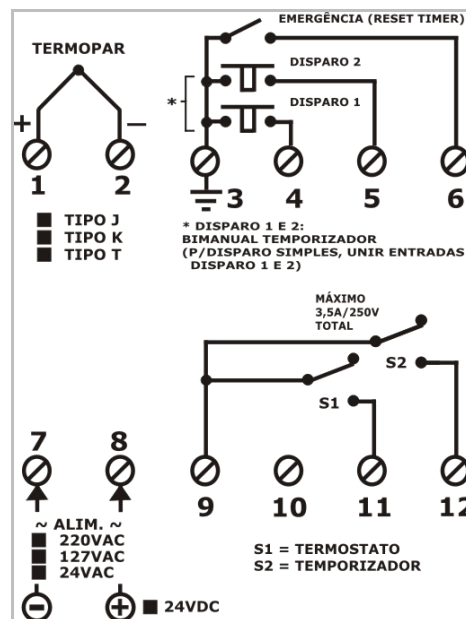 TERMOPAR
+ −
1 2
■ TIPO J
■ TIPO K
■ TIPO T
EMERGÊNCIA (RESET TIMER)
DISPARO 2
*
DISPARO 1
3 4 5 6
* DISPARO 1 E 2:
BIMANUAL TEMPORIZADOR
(P/DISPARO SIMPLES, UNIR ENTRADAS
DISPARO 1 E 2)
MÁXIMO
3,5A/250V
TOTAL
S2
S1
7 8
9 10 11 12
~ ALIM. ~
■ 220VAC
■ 127VAC
■ 24VAC
− + ■ 24VDC
S1 = TERMOSTATO
S2 = TEMPORIZADOR